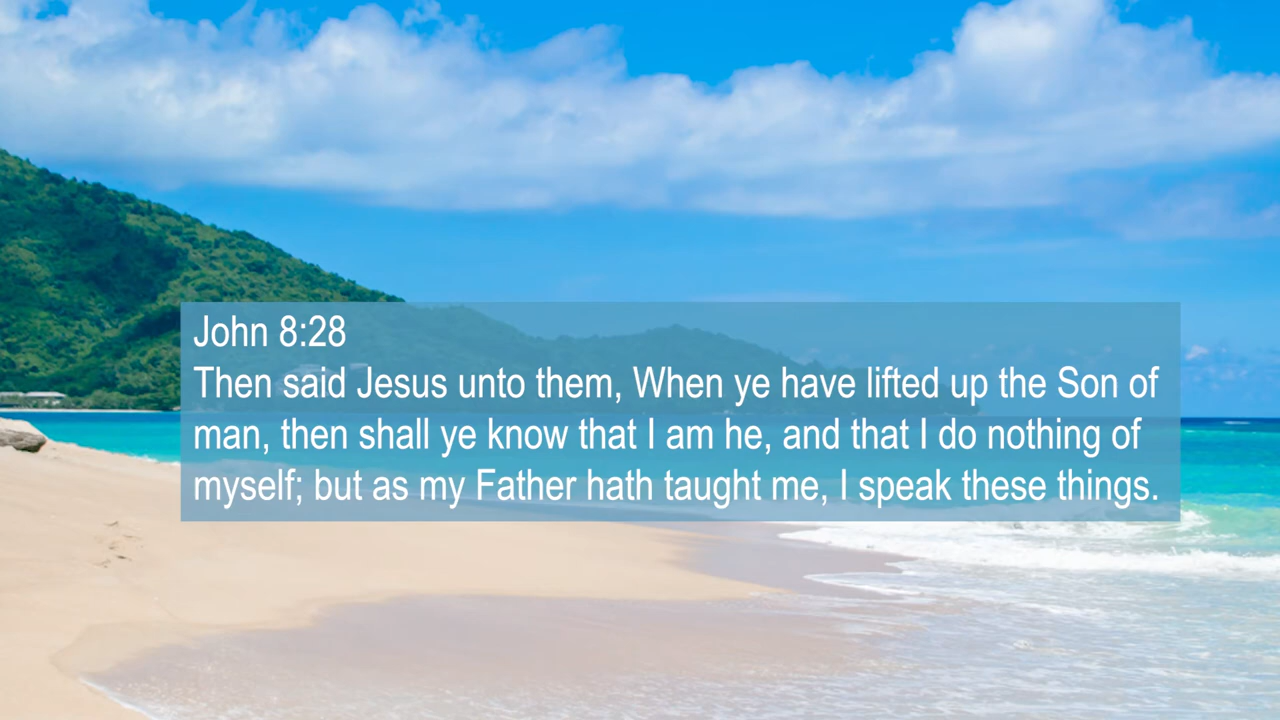 John 8:28
Then said Jesus unto them, When ye have lifted up the Son of
man, then shall ye know that I am he, and that I do nothing of
myself; but as my Father hath taught me, I speak these things.